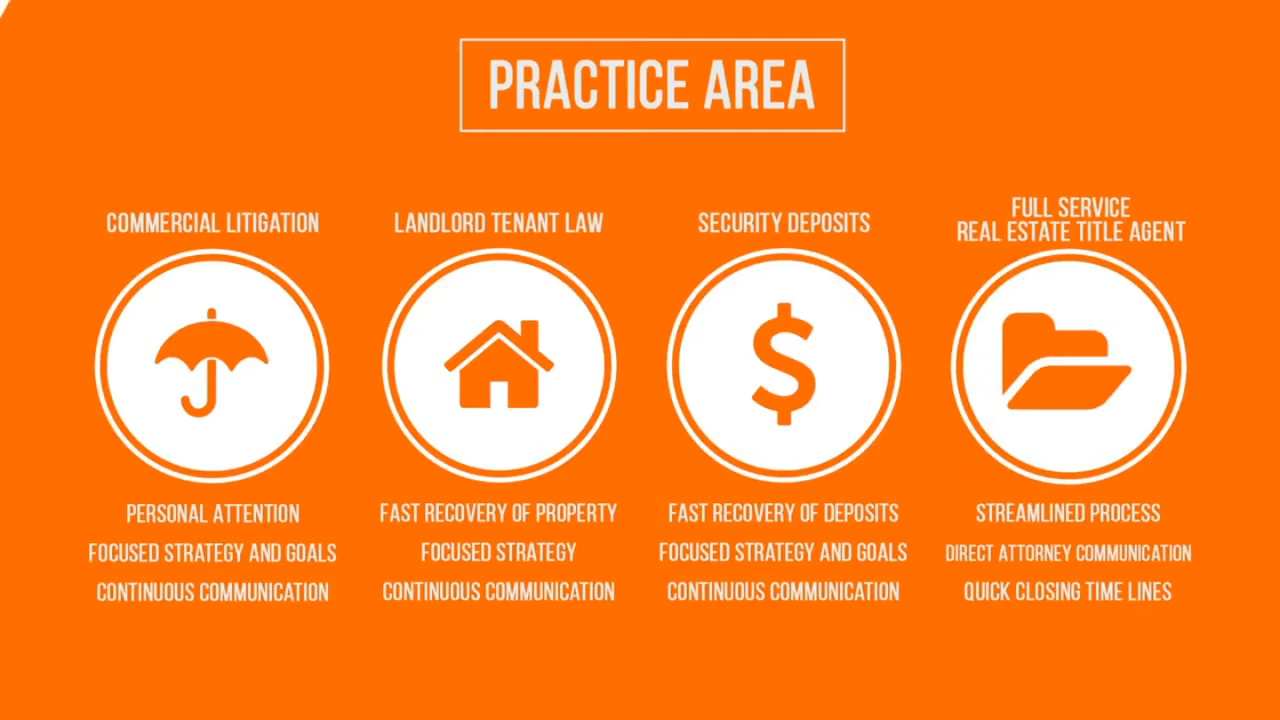 PRACTICE AREA
COMMERCIAL LITIGATION
PERSONAL ATTENTION
FOCUSED STRATEGY AND GOALS
CONTINUOUS COMMUNICATION
LANDLORD TENANT LAW
FAST RECOVERY OF PROPERTY
FOCUSED STRATEGY
CONTINUOUS COMMUNICATION
SECURITY DEPOSITS
$
FAST RECOVERY OF DEPOSITS
FOCUSED STRATEGY AND GOALS
CONTINUOUS COMMUNICATION
FULL SERVICE
REAL ESTATE TITLE AGENT
STREAMLINED PROCESS
DIRECT ATTORNEY COMMUNICATION
QUICK CLOSING TIME LINES